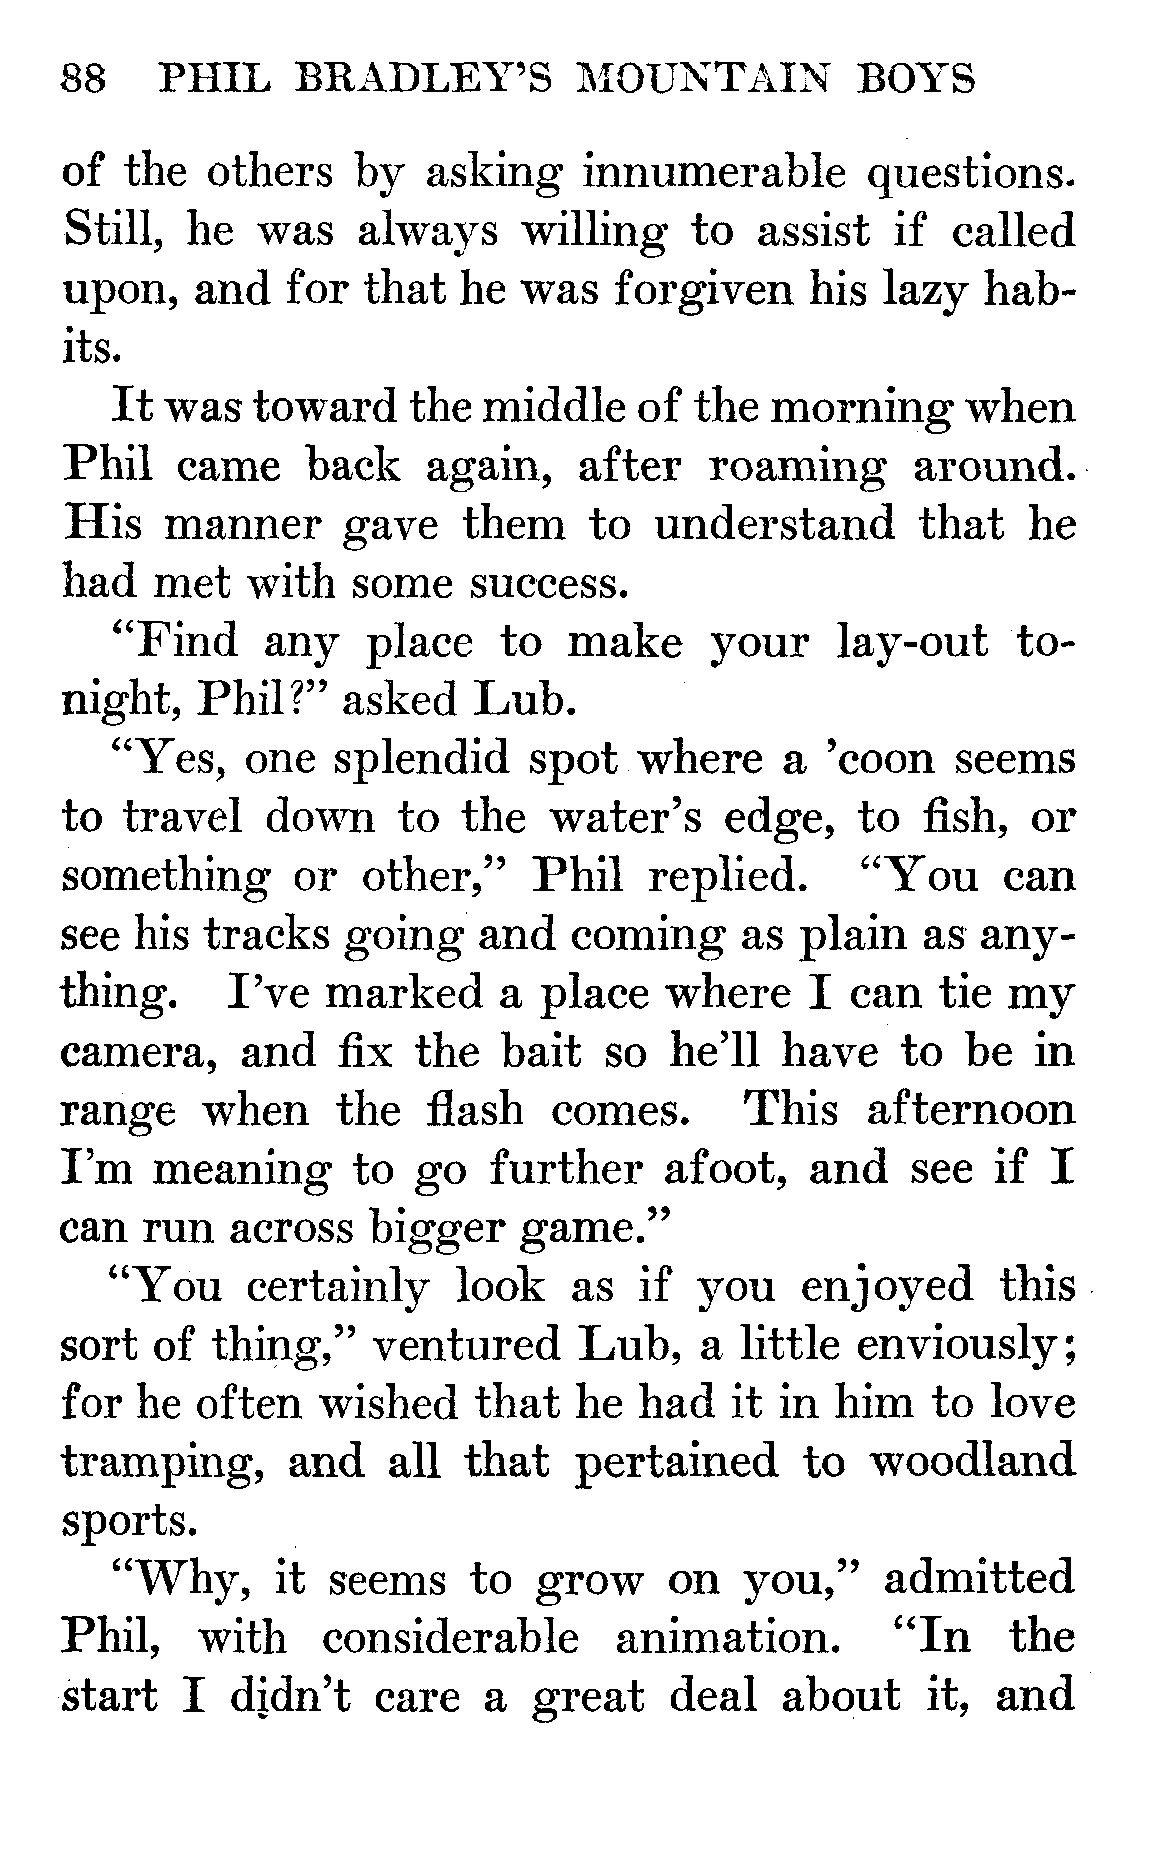 88 PHIL BRADLEY'S MOUNTAIN BOYS
of the others by asking innumerable questions.
Still, he was always willing to assist if called
upon, and for that he was forgiven his lazy hab-
its.
It was toward the middle of the morning when
Phil came back again, after roaming around.
His manner gave them to understand that he
had met with some success.
“Find any place to make your lay-out to-
night, Phil?” asked Lub.
“Yes, one splendid spot where a ’coon seems
to travel down to the water’s edge, to fish, or
something or other,” Phil replied. “You can
see his tracks going and coming as plain as any-
thing. I’ve marked a place where I can tie my
camera, and fix the bait so he’ll have to be in
range when the flash comes. This afternoon
I’m meaning to go further afoot, and see if I
can run across bigger game.”
“You certainly look as if you enjoyed this
sort of thing,” ventured Lub, a little enviously;
for he often wished that he had it in him to love
tramping, and all that pertained to woodland
sports.
“Why, it seems to grow on you,” admitted
Phil, with considerable animation. “In the
start I didn’t care a great deal about it, and